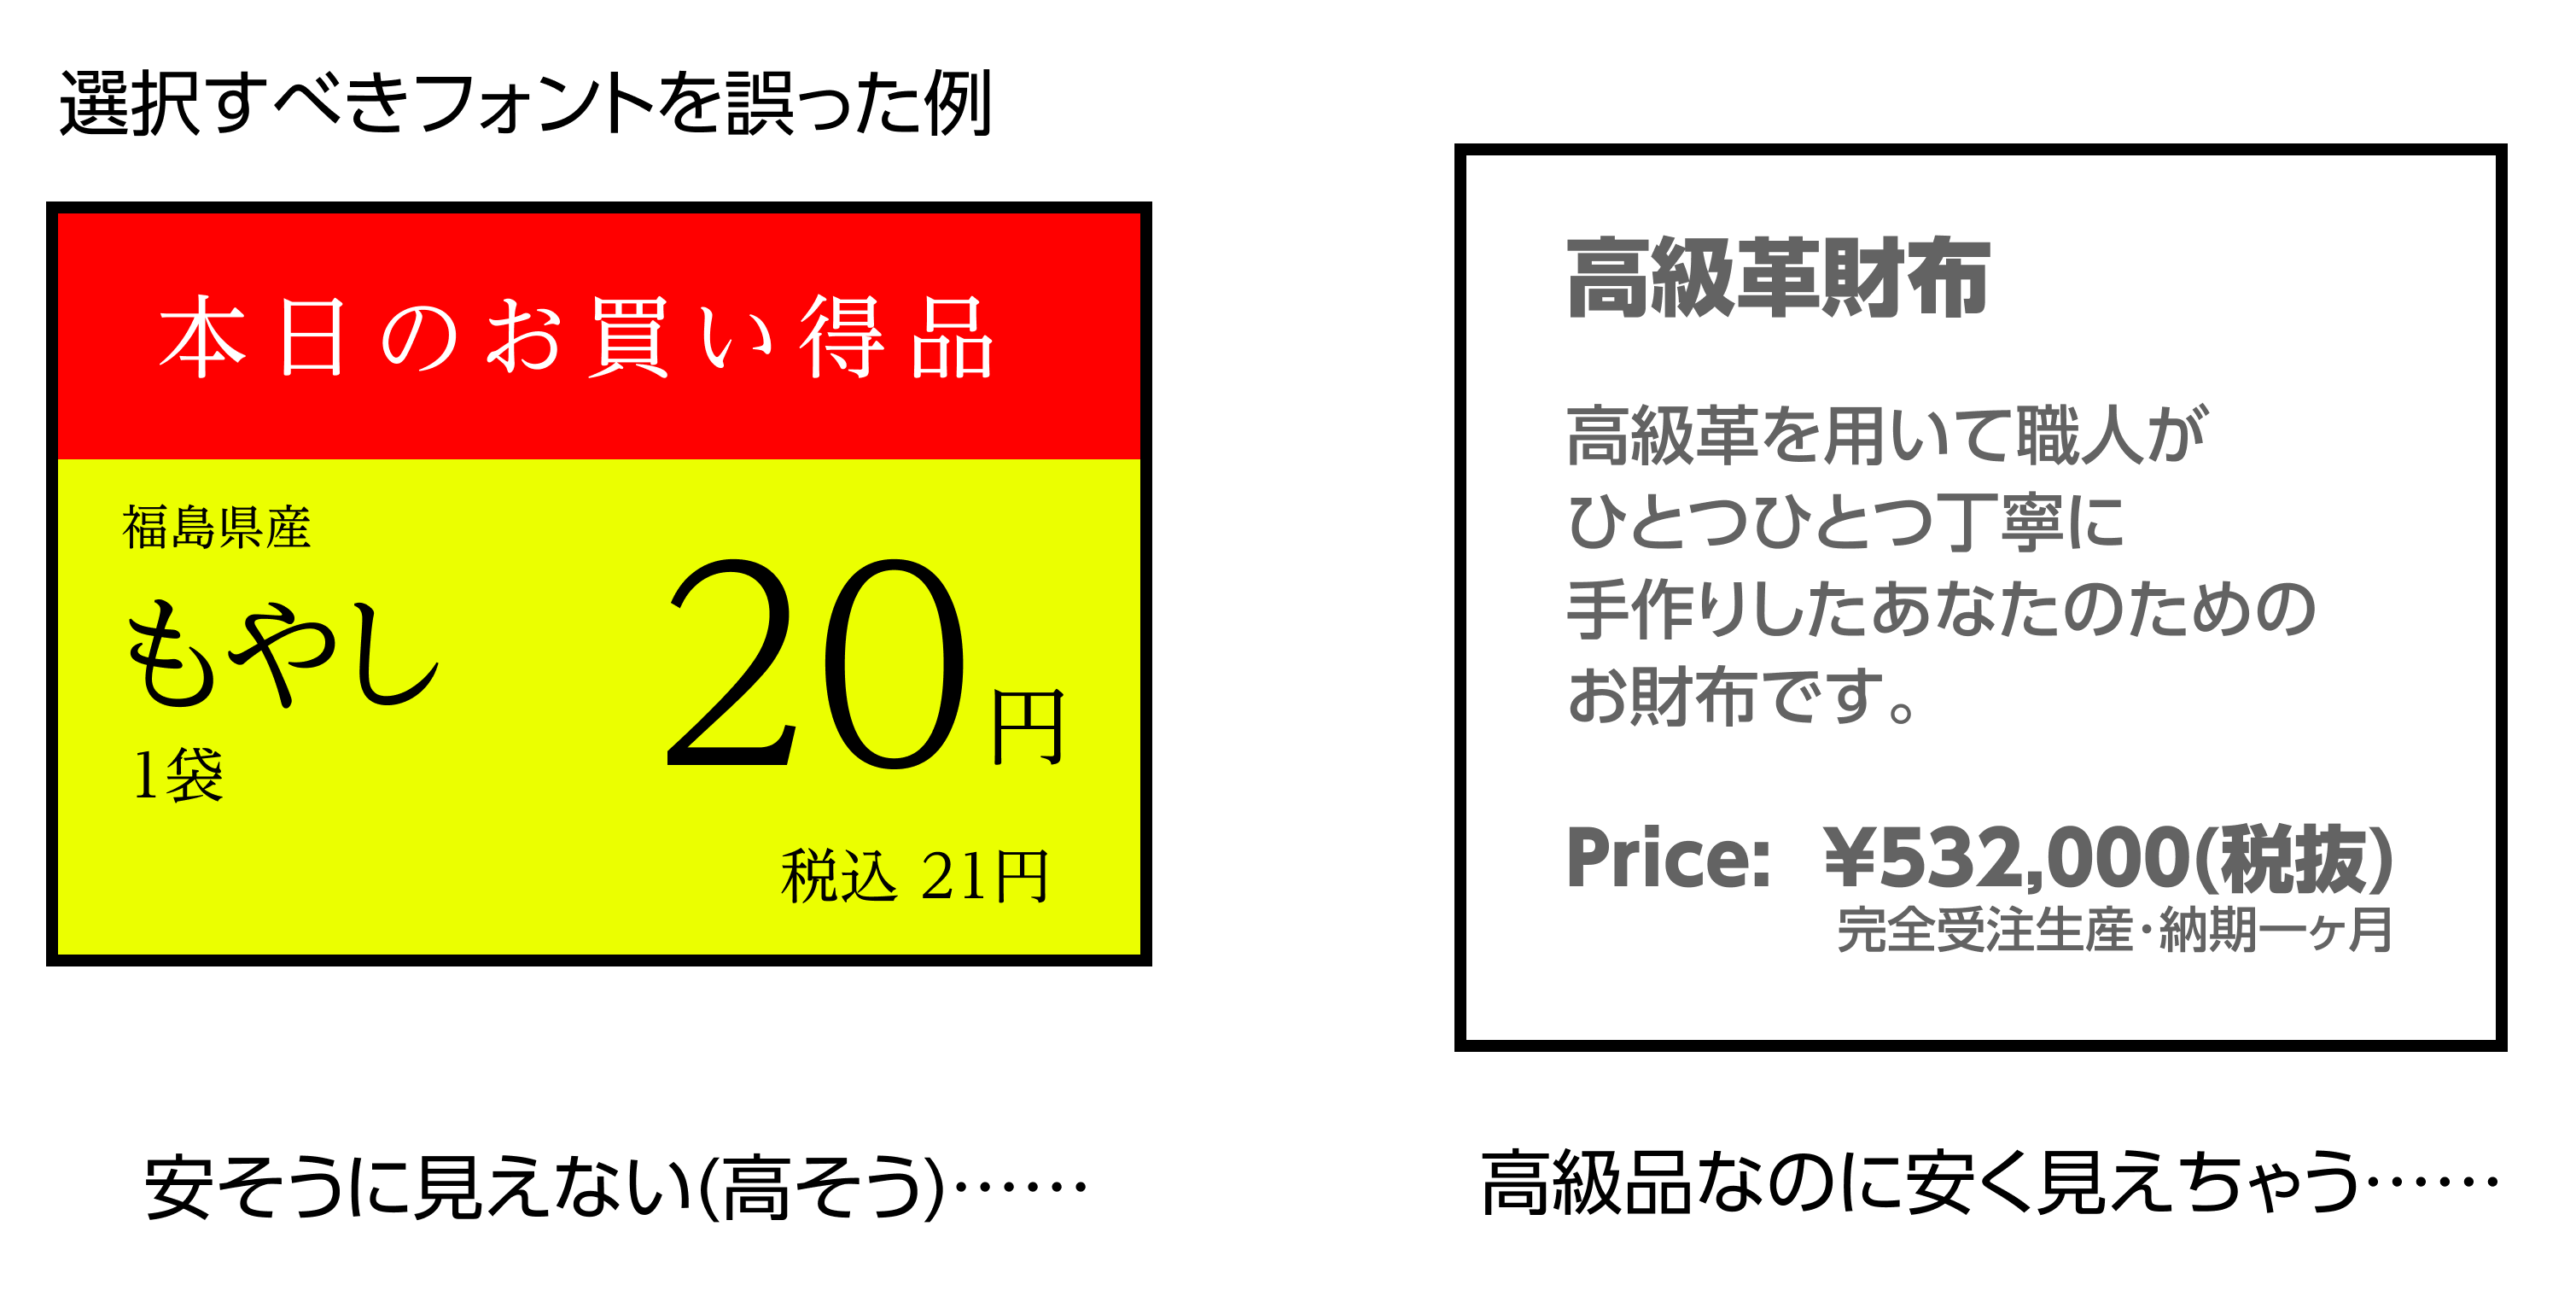 選択すべきフォントを誤った例
本日のお買い得品
福島県産
もやし
1袋
20円
税込 21円
安そうに見えない(高そう)……
高級革財布
高級革を用いて職人が
ひとつひとつ丁寧に
手作りしたあなたのための
お財布です。
Price: ¥532,000(税抜)
完全受注生産・納期一ヶ月
高級品なのに安く見えちゃう……